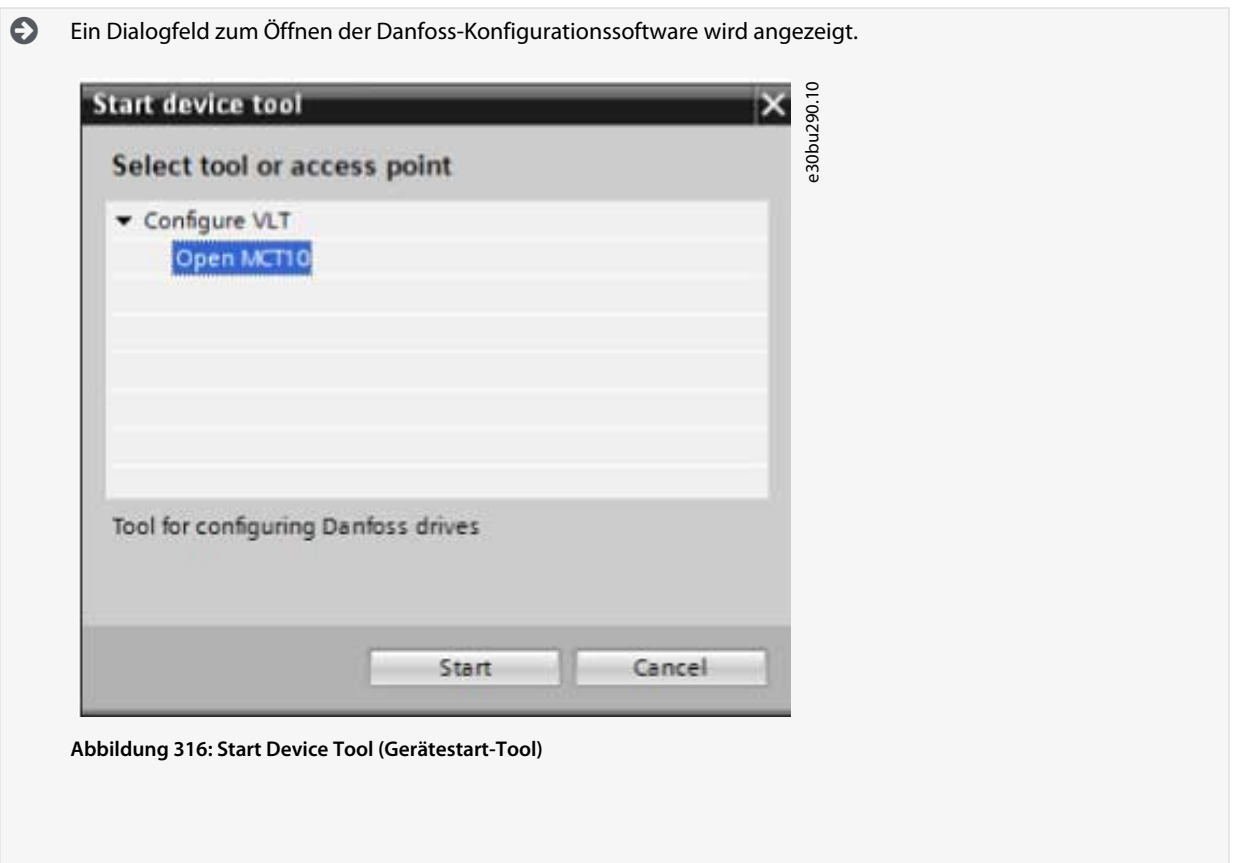 Ein Dialogfeld zum Öffnen der Danfoss-Konfigurationssoftware wird angezeigt.
Start device tool
e30bu290.10
Select tool or access point
Configure VLT
Open MCT10
Tool for configuring Danfoss drives
Start Cancel
Abbildung 316: Start Device Tool (Gerätestart-Tool)